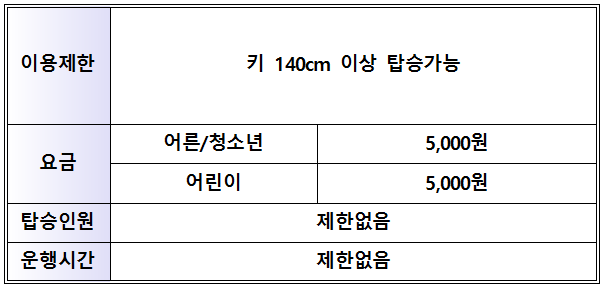 이용제한
키 140cm 이상 탑승가능
요금
어른/청소년
5,000원
어린이
5,000원
탑승인원
제한없음
운행시간
제한없음